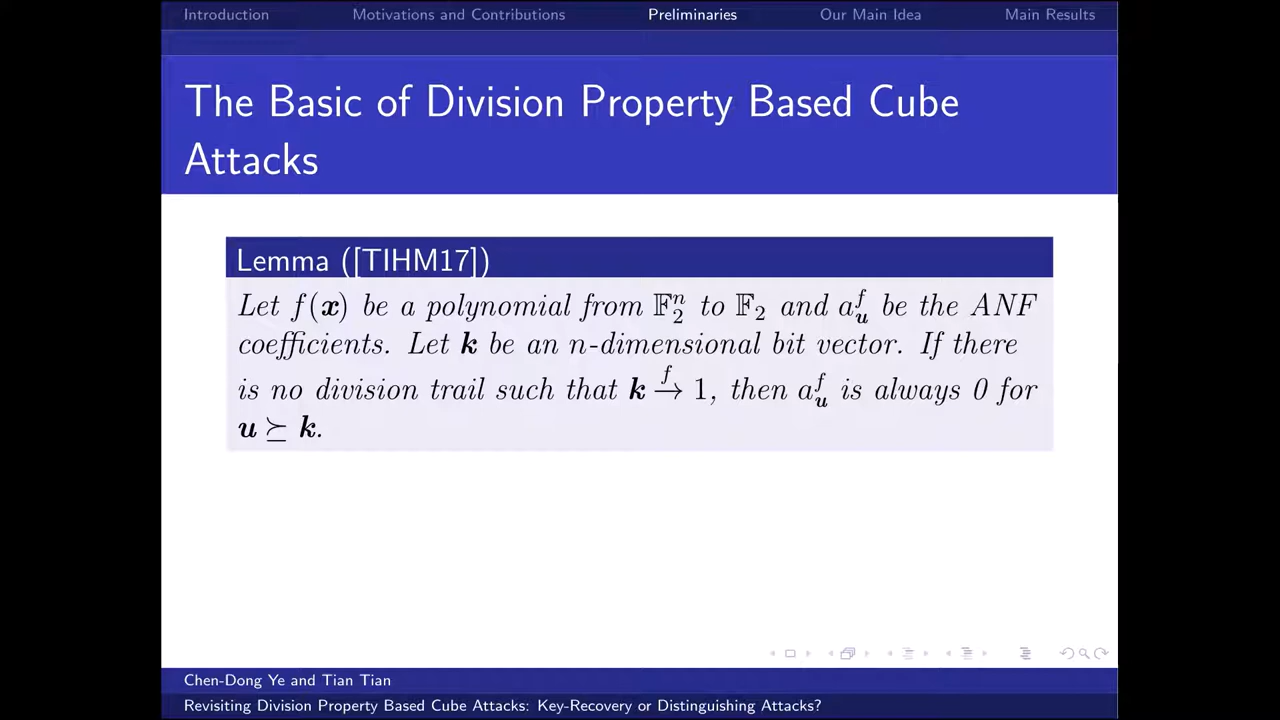 Introduction Motivations and Contributions Preliminaries Our Main Idea Main Results
The Basic of Division Property Based Cube
Attacks
Lemma ([TIHM17])
Let f(x) be a polynomial from 𝔽₂ⁿ to 𝔽₂ and a_u^f be the ANF
coefficients. Let k be an n-dimensional bit vector. If there
is no division trail such that k →^f 1, then a_u^f is always 0 for
u ⪰ k.
Chen-Dong Ye and Tian Tian
Revisiting Division Property Based Cube Attacks: Key-Recovery or Distinguishing Attacks?